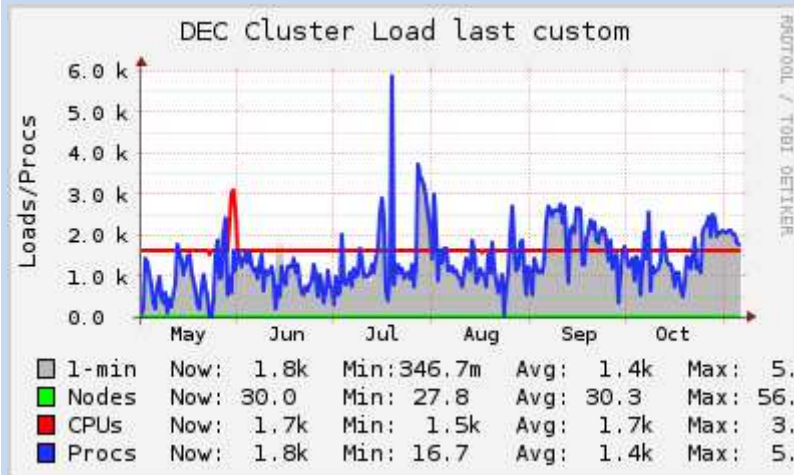 DEC Cluster Load last custom
RRDTOOL / TOBI OETIKER
Loads/Procs
6.0 k
5.0 k
4.0 k
3.0 k
2.0 k
1.0 k
0.0
May Jun Jul Aug Sep Oct
1-min Now: 1.8k Min:346.7m Avg: 1.4k Max: 5.
Nodes Now: 30.0 Min: 27.8 Avg: 30.3 Max: 56.
CPUs Now: 1.7k Min: 1.5k Avg: 1.7k Max: 3.
Procs Now: 1.8k Min: 16.7 Avg: 1.4k Max: 5.